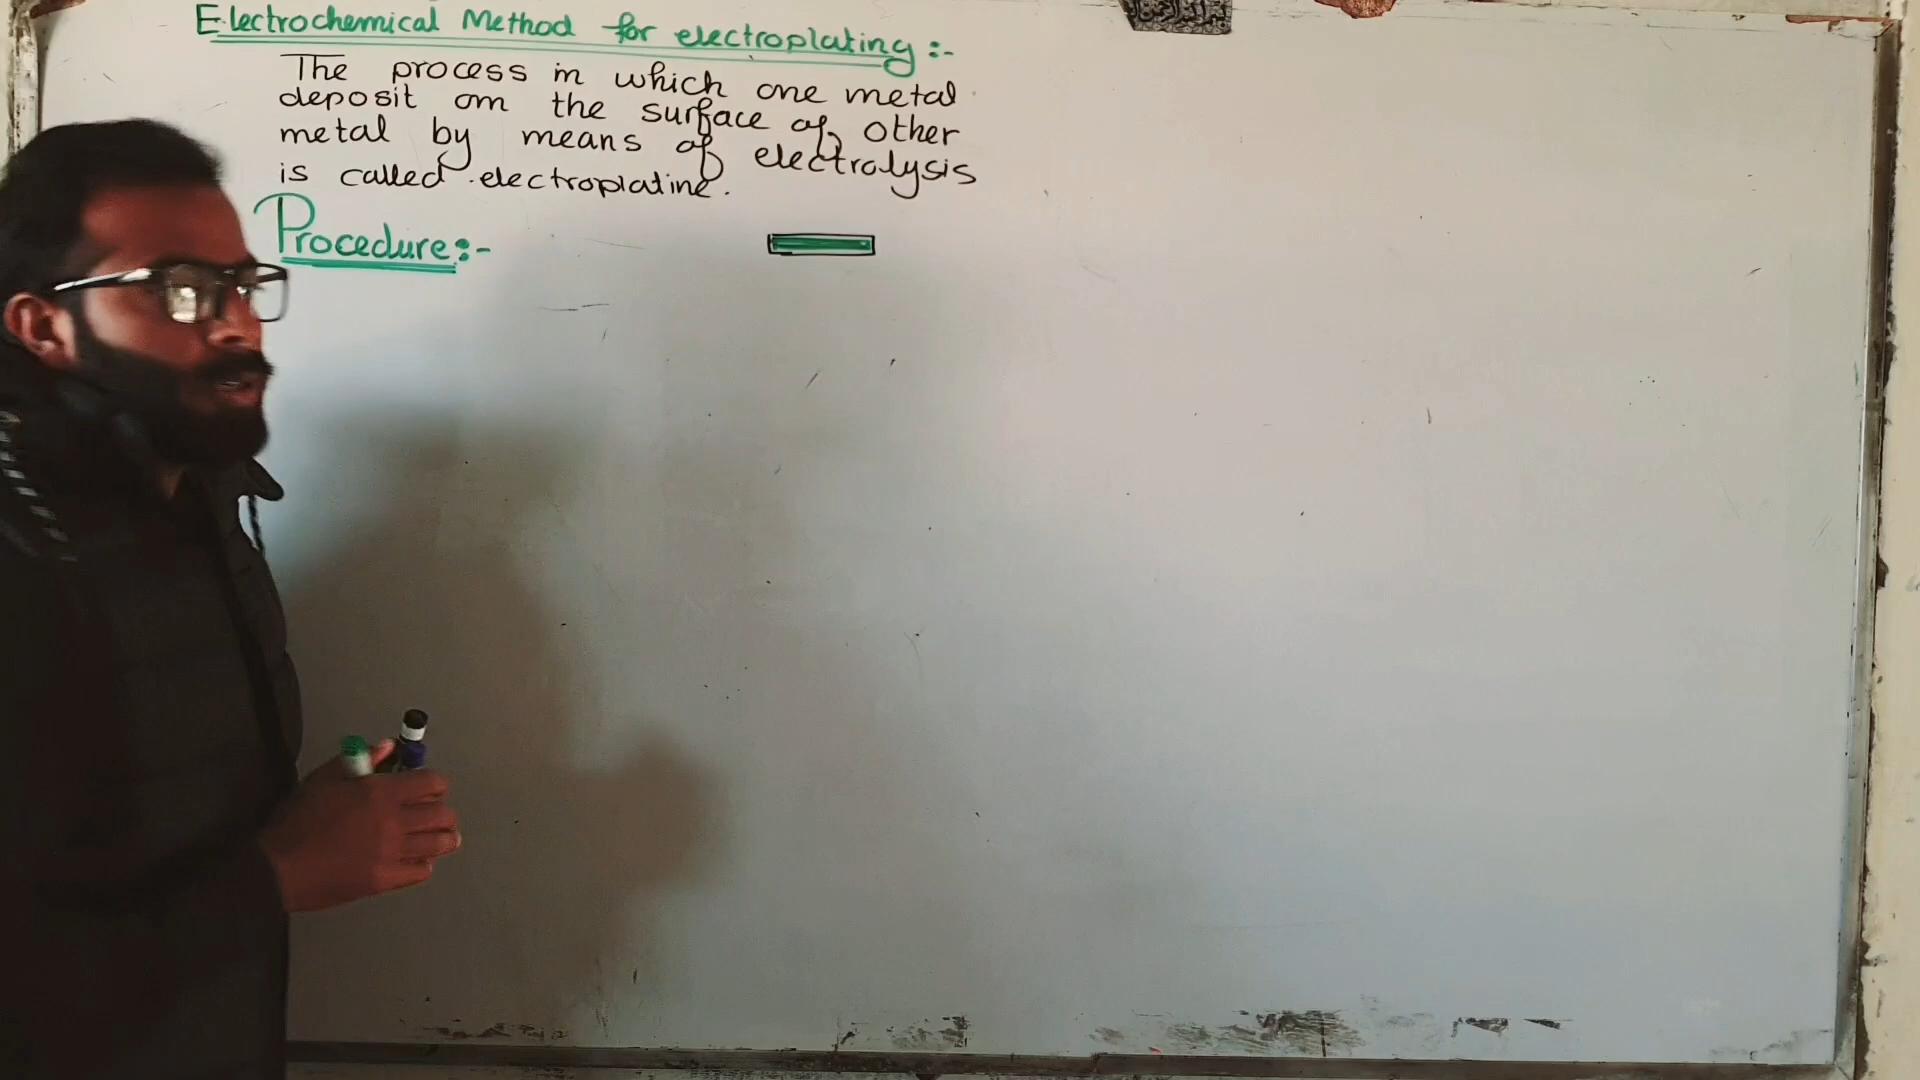 Electrochemical Method for electroplating :-
The process in which one metal
deposit on the surface of other
metal by means of electrolysis
is called electroplatine.
Procedure:-